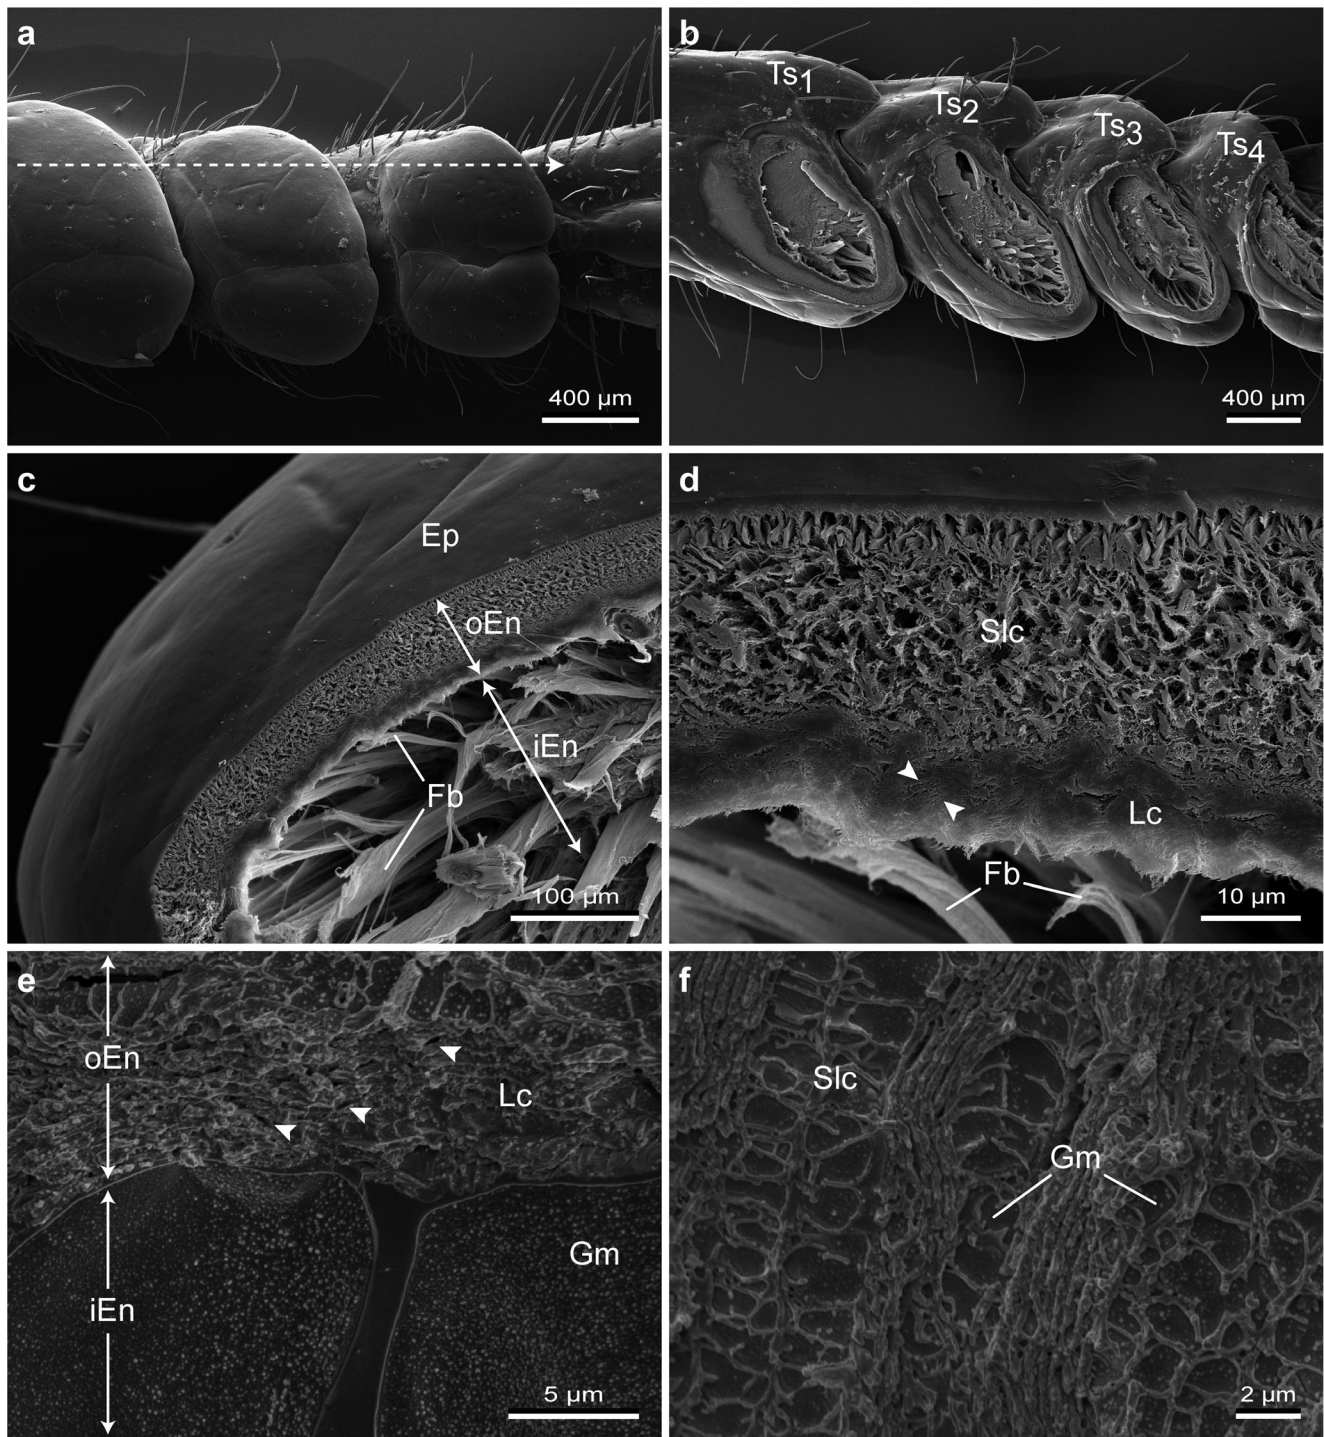 a
400 µm
b
Ts1
Ts2
Ts3
Ts4
400 µm
c
Ep
oEn
iEn
Fb
100 µm
d
Slc
Lc
Fb
10 µm
e
oEn
Lc
Gm
iEn
5 µm
f
Slc
Gm
2 µm